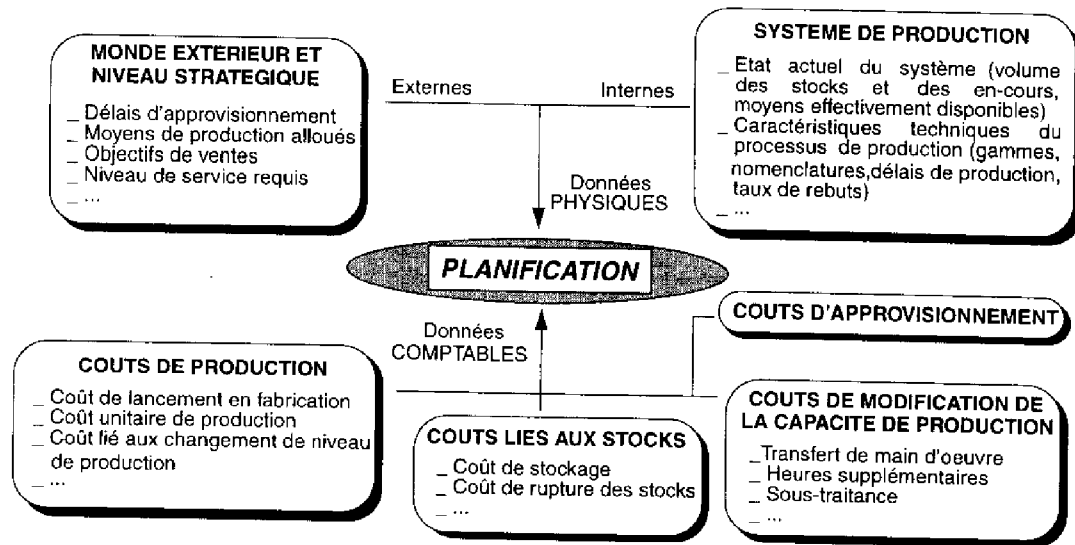 MONDE EXTERIEUR ET
NIVEAU STRATEGIQUE
_ Délais d'approvisionnement
_ Moyens de production alloués
_ Objectifs de ventes
_ Niveau de service requis
_ ...
Externes
Internes
SYSTEME DE PRODUCTION
_ Etat actuel du système (volume
des stocks et des en-cours,
moyens effectivement disponibles)
_ Caractéristiques techniques du
processus de production (gammes,
nomenclatures,délais de production,
taux de rebuts)
_ ...
Données
PHYSIQUES
PLANIFICATION
Données
COMPTABLES
COUTS D'APPROVISIONNEMENT
COUTS DE PRODUCTION
_ Coût de lancement en fabrication
_ Coût unitaire de production
_ Coût lié aux changement de niveau
de production
_ ...
COUTS LIES AUX STOCKS
_ Coût de stockage
_ Coût de rupture des stocks
_ ...
COUTS DE MODIFICATION DE
LA CAPACITE DE PRODUCTION
_ Transfert de main d'oeuvre
_ Heures supplémentaires
_ Sous-traitance
_ ...